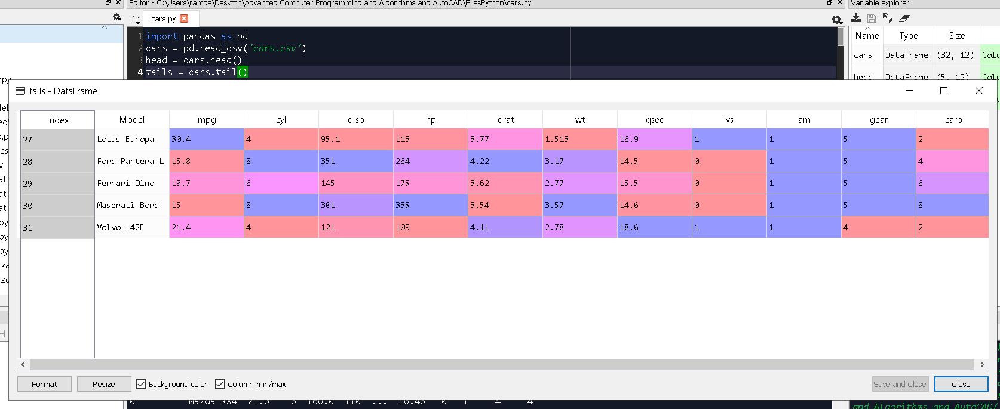 Editor - C:\Users\ramde\Desktop\Advanced Computer Programming and Algorithms and AutoCAD\FilesPython\cars.py
Variable explorer
cars.py
1 import pandas as pd
2 cars = pd.read_csv('cars.csv')
3 head = cars.head()
4 tails = cars.tail()
Name Type Size
cars DataFrame (32, 12) Colu
head DataFrame (5, 12) Colu
tails - DataFrame
Index Model mpg cyl disp hp drat wt qsec vs am gear carb
27 Lotus Europa 30.4 4 95.1 113 3.77 1.513 16.9 1 1 5 2
28 Ford Pantera L 15.8 8 351 264 4.22 3.17 14.5 0 1 5 4
29 Ferrari Dino 19.7 6 145 175 3.62 2.77 15.5 0 1 5 6
30 Maserati Bora 15 8 301 335 3.54 3.57 14.6 0 1 5 8
31 Volvo 142E 21.4 4 121 109 4.11 2.78 18.6 1 1 4 2
Format Resize Background color Column min/max Save and Close Close
0 Mazda RX4 21.0 6 160.0 110 ... 16.46 0 1 4 4
and Algorithms and AutoCAD/